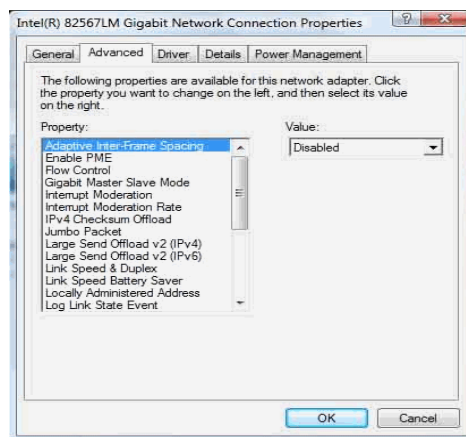 Intel(R) 82567LM Gigabit Network Connection Properties
General Advanced Driver Details Power Management
The following properties are available for this network adapter. Click
the property you want to change on the left, and then select its value
on the right.
Property:
Value:
Adaptive Inter-Frame Spacing
Disabled
Enable PME
Flow Control
Gigabit Master Slave Mode
Interrupt Moderation
Interrupt Moderation Rate
IPv4 Checksum Offload
Jumbo Packet
Large Send Offload v2 (IPv4)
Large Send Offload v2 (IPv6)
Link Speed & Duplex
Link Speed Battery Saver
Locally Administered Address
Log Link State Event
OK Cancel